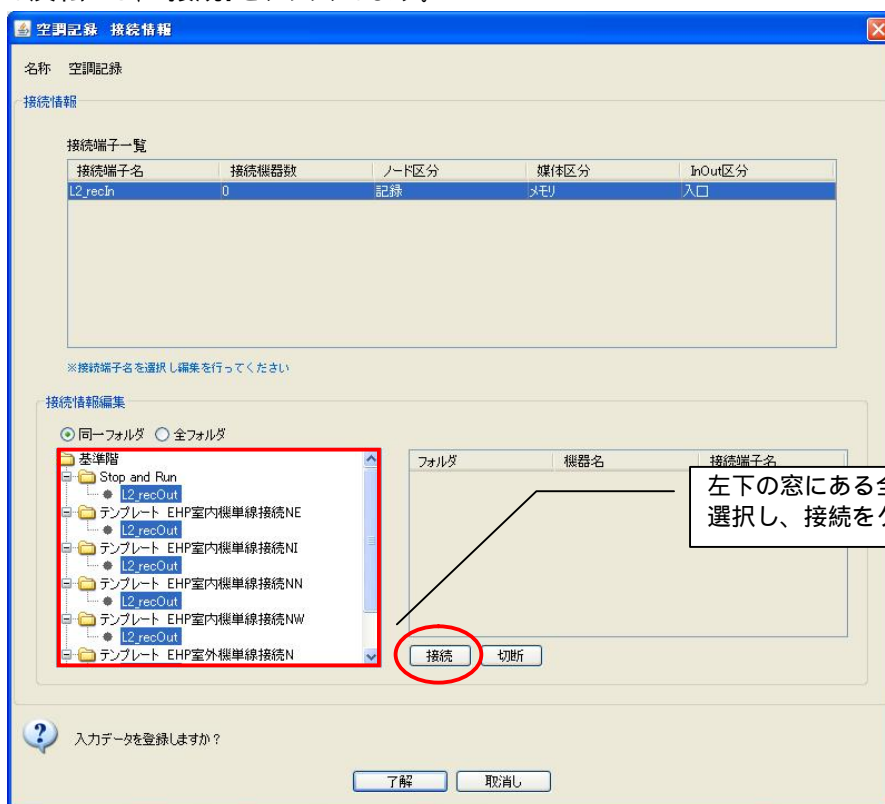 空調記録 接続情報
名称 空調記録
接続情報
接続端子一覧
接続端子名 接続機器数 ノード区分 媒体区分 InOut区分
L2_recIn 0 記録 メモリ 入口
※接続端子名を選択し編集を行ってください
接続情報編集
同一フォルダ 全フォルダ
基準階
Stop and Run
L2_recOut
テンプレート EHP室内機単線接続NE
L2_recOut
テンプレート EHP室内機単線接続NI
L2_recOut
テンプレート EHP室内機単線接続NN
L2_recOut
テンプレート EHP室内機単線接続NW
L2_recOut
テンプレート EHP室外機単線接続N
フォルダ 機器名 接続端子名
左下の窓にある全
選択し、接続をク
接続 切断
入力データを登録しますか?
了解 取消し